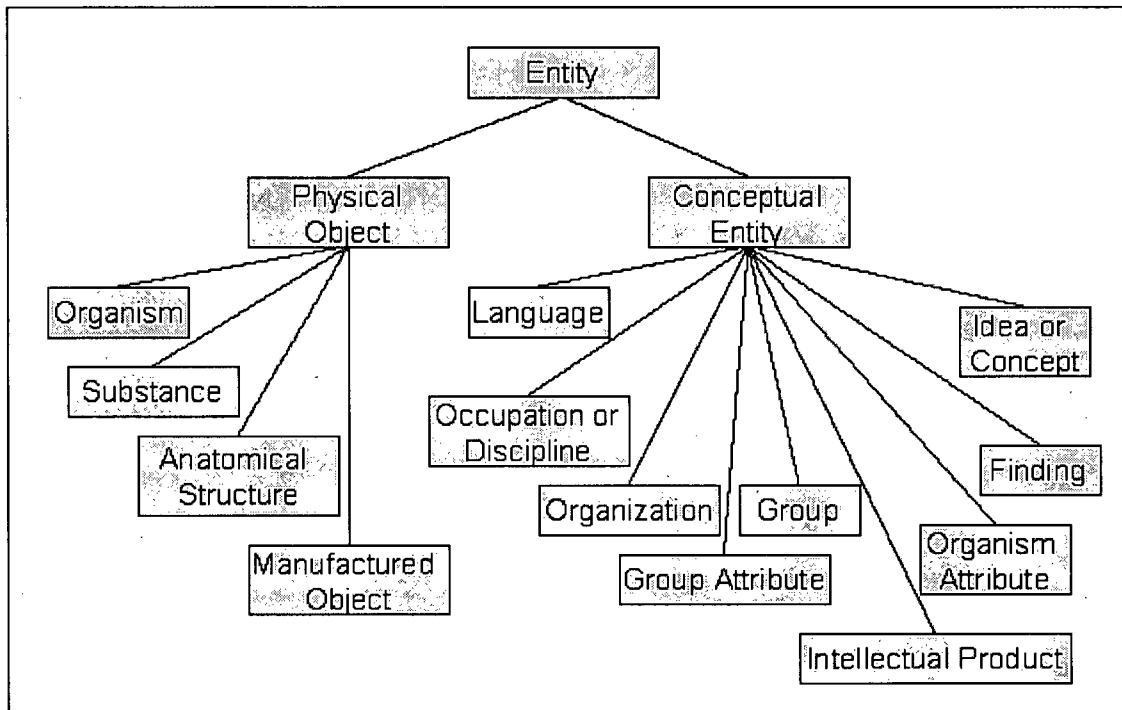 Entity
Physical
Object
Conceptual
Entity
Organism
Substance
Anatomical
Structure
Manufactured
Object
Language
Occupation or
Discipline
Organization
Group Attribute
Group
Intellectual Product
Organism
Attribute
Finding
Idea or
Concept